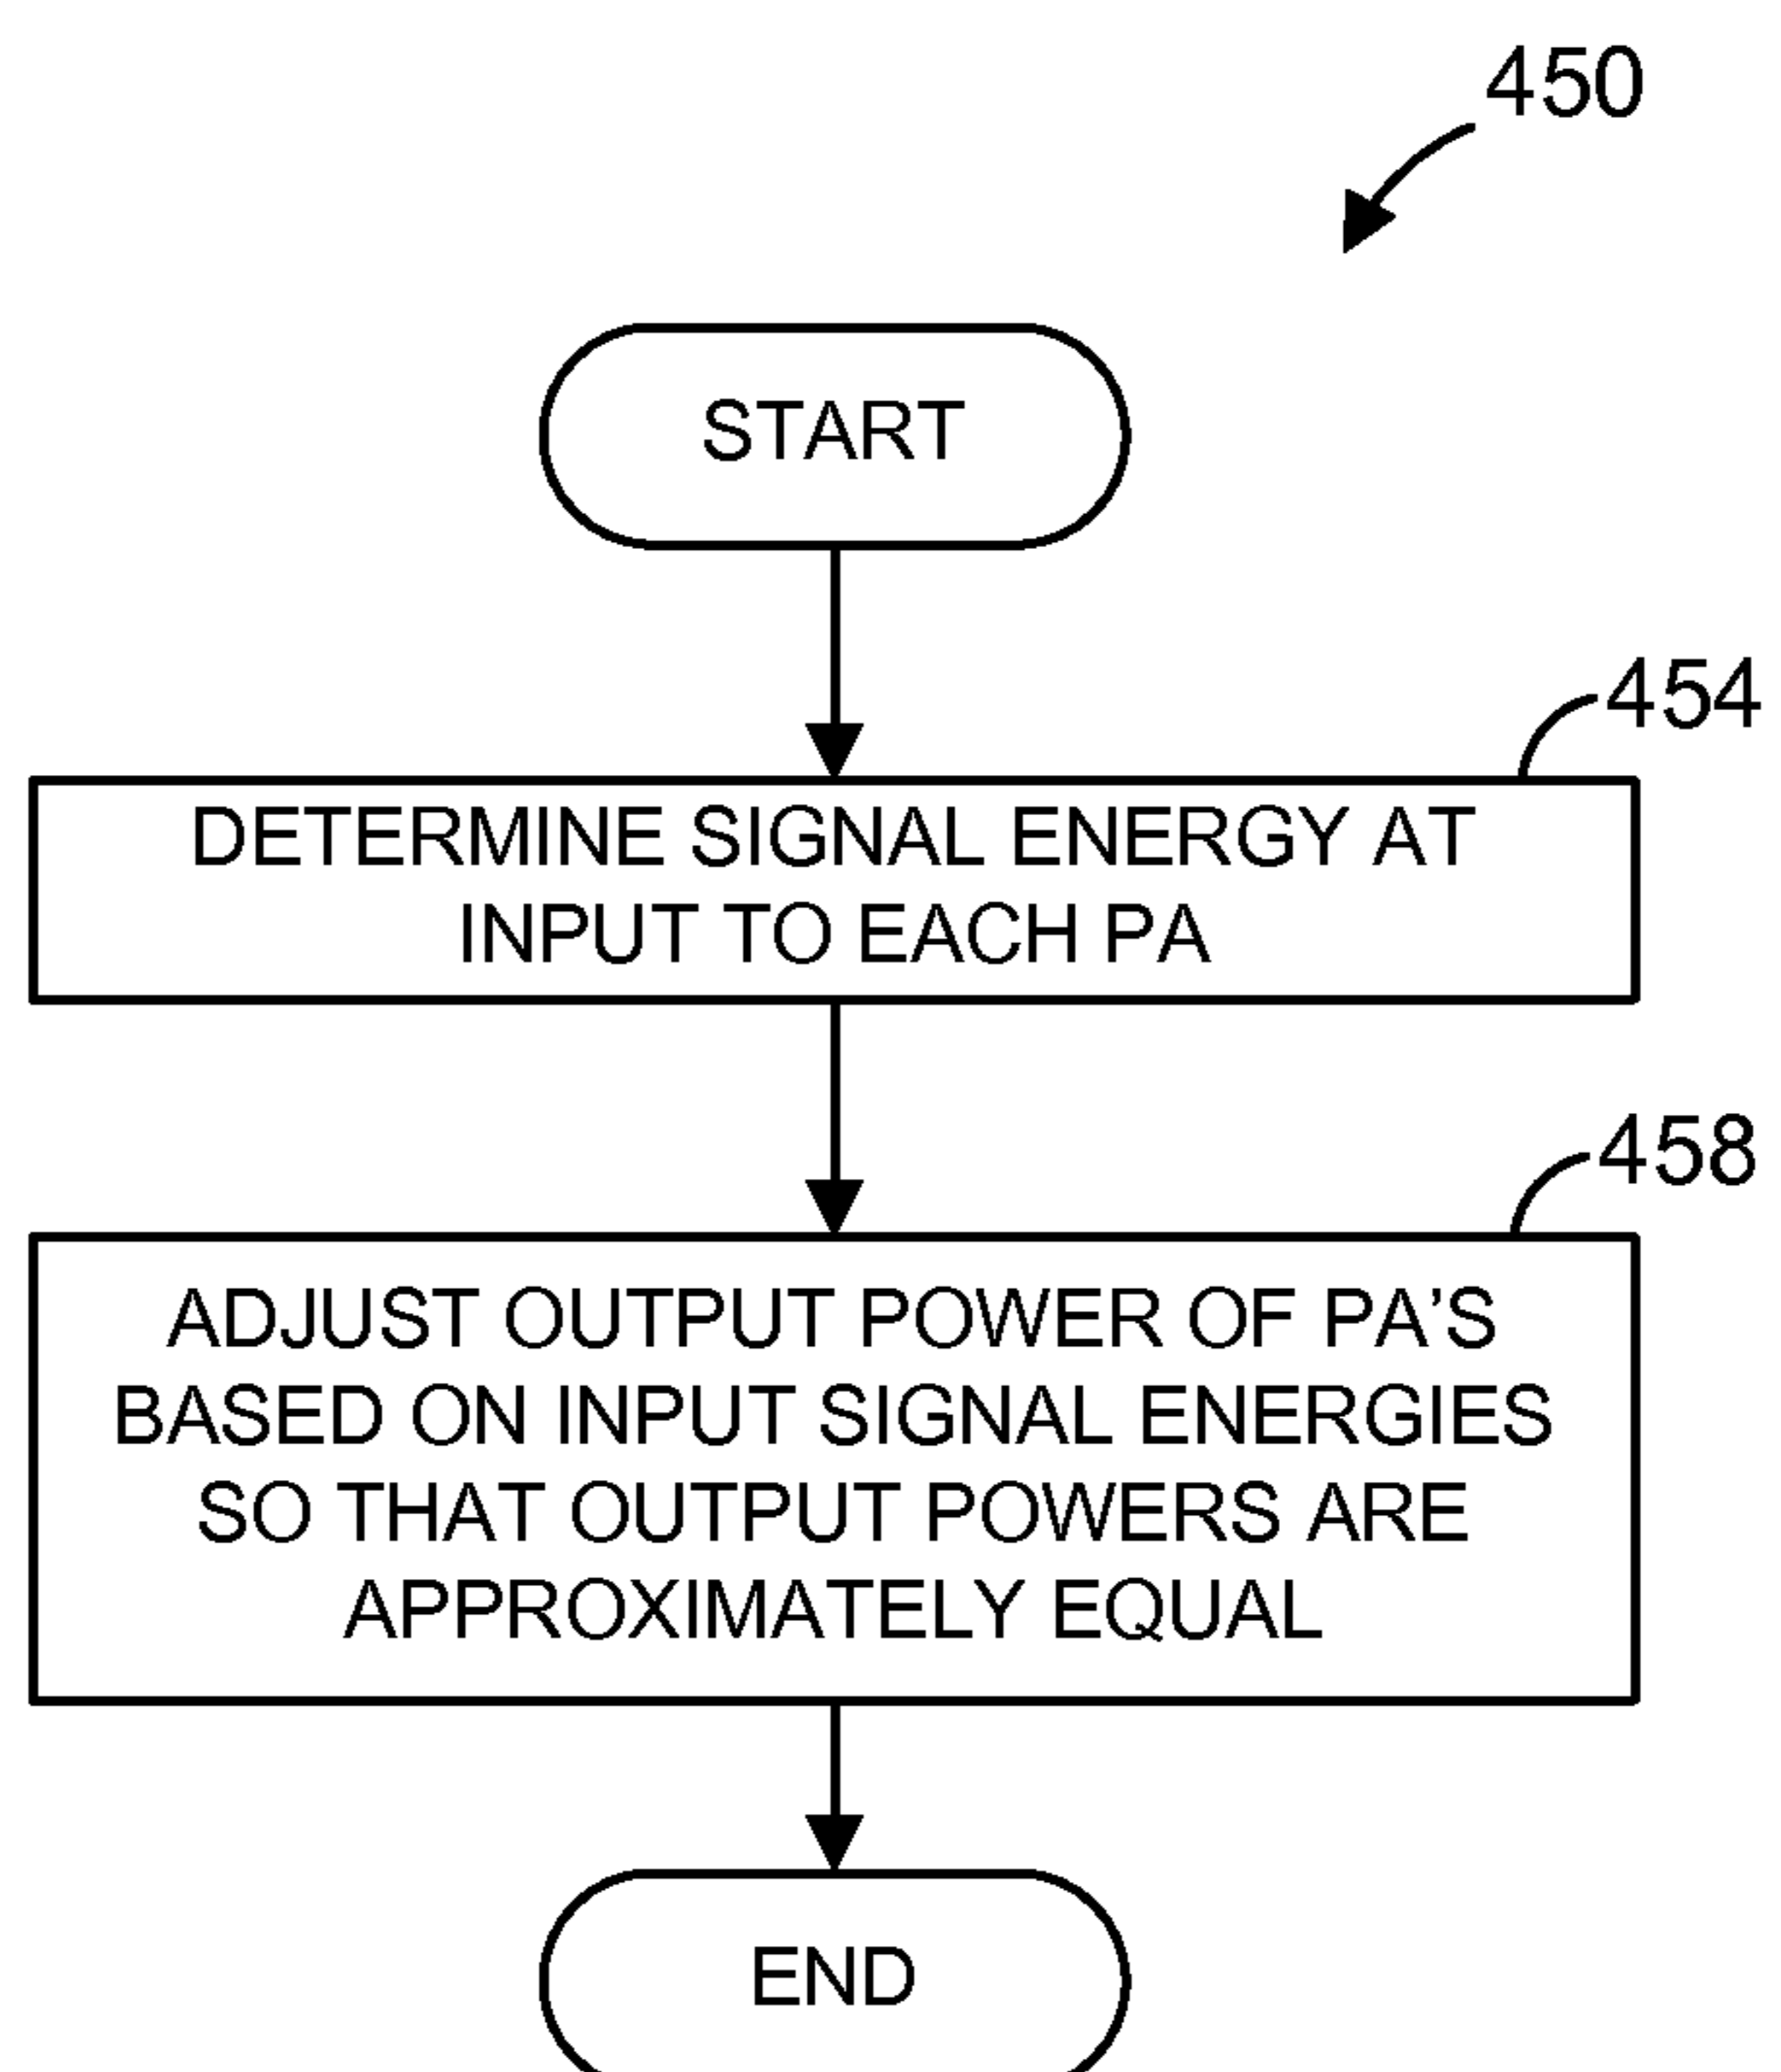 450
START
454
DETERMINE SIGNAL ENERGY AT
INPUT TO EACH PA
458
ADJUST OUTPUT POWER OF PA’S
BASED ON INPUT SIGNAL ENERGIES
SO THAT OUTPUT POWERS ARE
APPROXIMATELY EQUAL
END